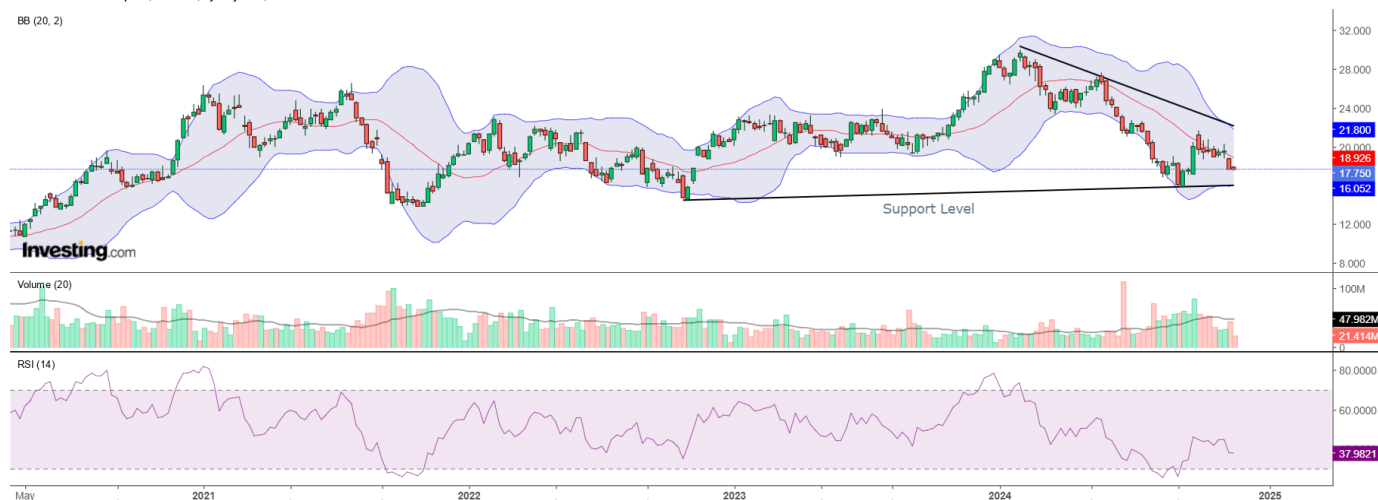 BB (20, 2)
32.000
28.000
24.000
21.800
20.000
18.926
17.750
16.052
Support Level
12.000
Investing.com
8.000
Volume (20)
100M
47.982M
21.414M
0
RSI (14)
80.0000
60.0000
37.9821
May
2021
2022
2023
2024
2025